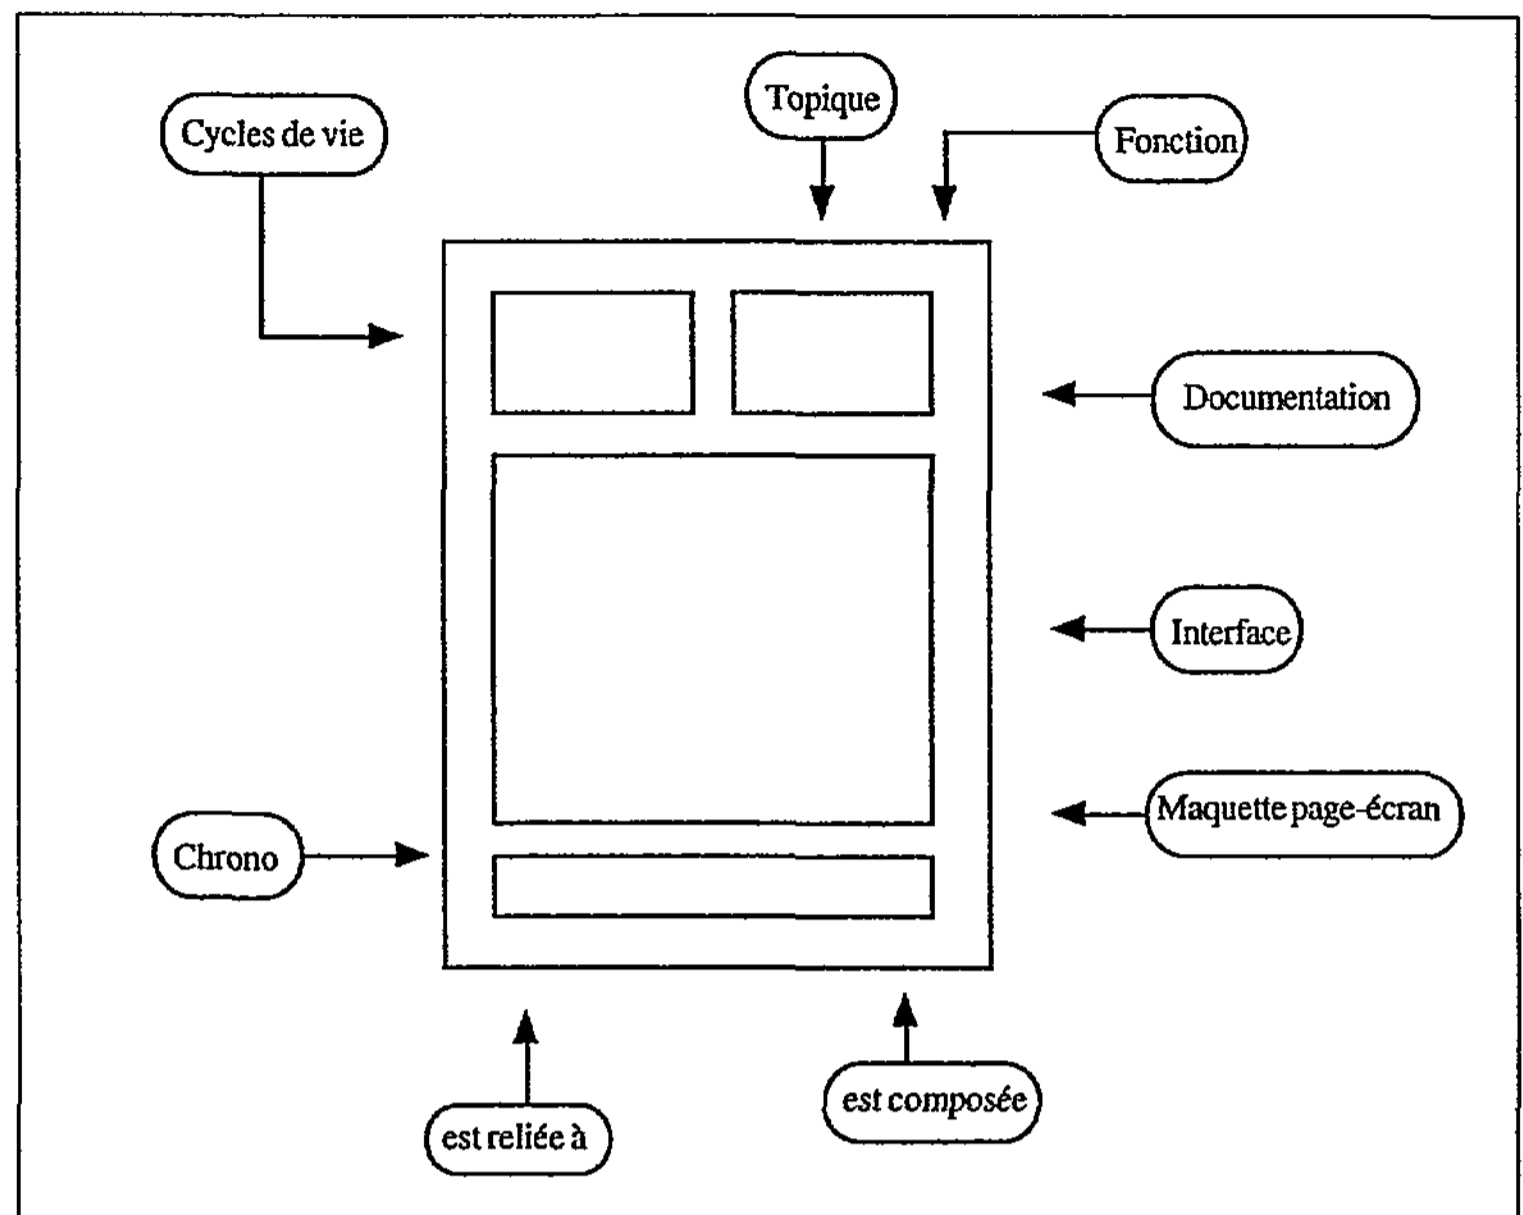 Topique
Cycles de vie
Fonction
Documentation
Interface
Maquette page-écran
Chrono
est composée
est reliée à